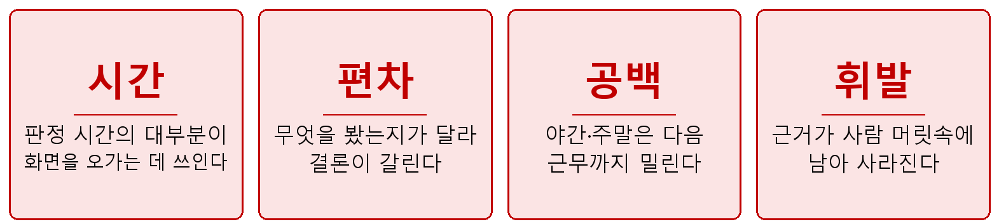 시간
판정 시간의 대부분이
화면을 오가는 데 쓰인다
편차
무엇을 봤는지가 달라
결론이 갈린다
공백
야간·주말은 다음
근무까지 밀린다
휘발
근거가 사람 머릿속에
남아 사라진다